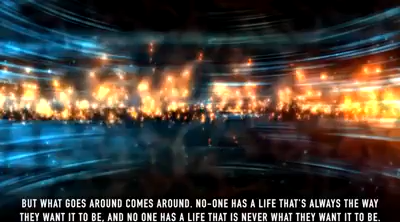 BUT WHAT GOES AROUND COMES AROUND. NO-ONE HAS A LIFE THAT'S ALWAYS THE WAY
THEY WANT IT TO BE, AND NO ONE HAS A LIFE THAT IS NEVER WHAT THEY WANT IT TO BE.